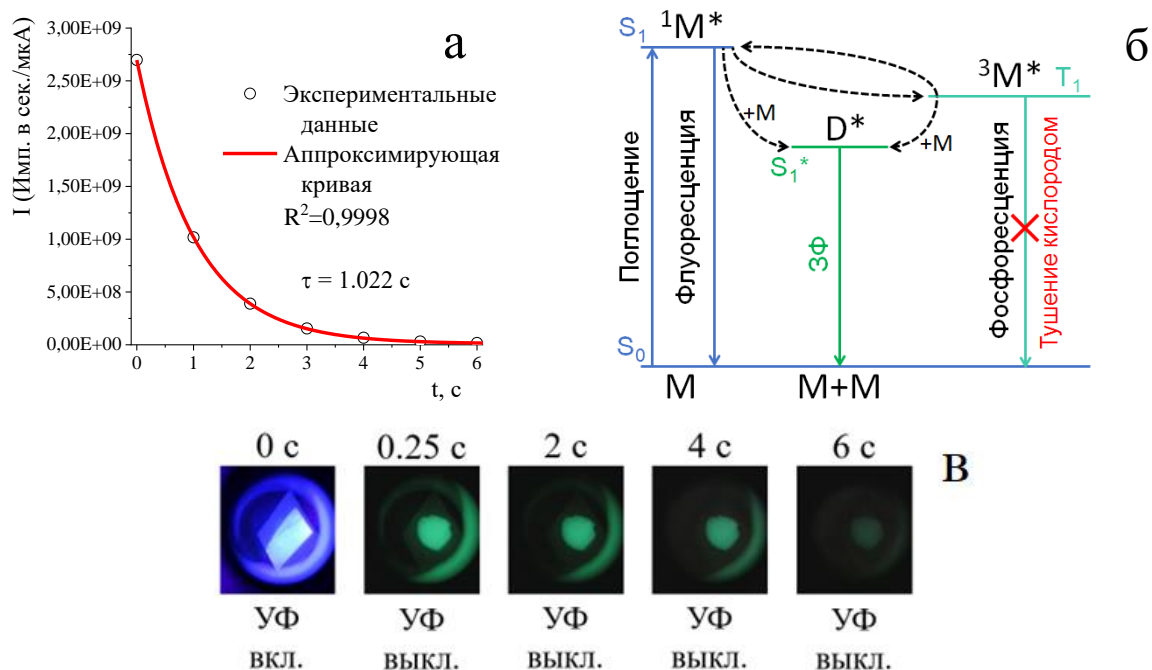 а
I (Имп. в сек./мкА)
3,00E+09
2,50E+09
2,00E+09
1,50E+09
1,00E+09
5,00E+08
0,00E+00
Экспериментальные
данные
Аппроксимирующая
кривая
R²=0,9998
τ = 1.022 с
0 1 2 3 4 5 6
t, с
б
S₁ ¹M*
³M* T₁
+M D* +M
S₁*
Поглощение
Флуоресценция
ЗФ
Фосфоресценция
Тушение кислородом
S₀
M M+M
0 с 0.25 с 2 с 4 с 6 с
в
УФ УФ УФ УФ УФ
вкл. выкл. выкл. выкл. выкл.